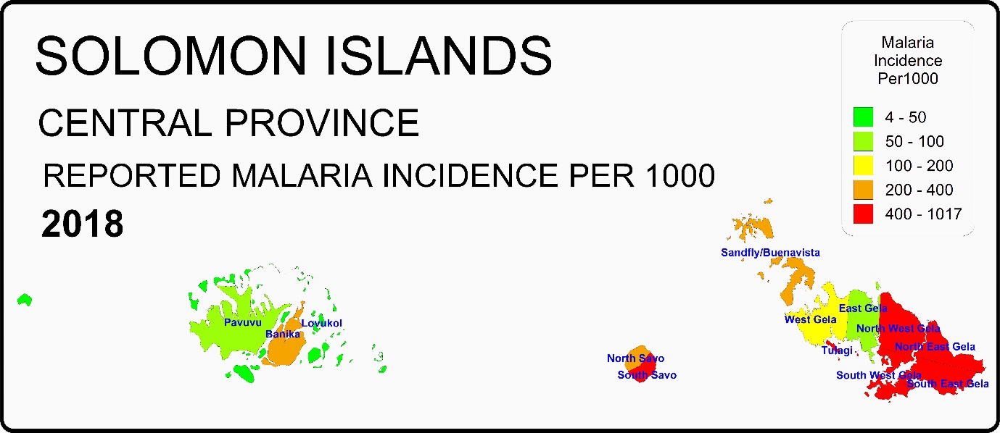 SOLOMON ISLANDS
CENTRAL PROVINCE
REPORTED MALARIA INCIDENCE PER 1000
2018
Malaria
Incidence
Per1000
4 - 50
50 - 100
100 - 200
200 - 400
400 - 1017
Sandfly/Buenavista
East Gela
West Gela
North West Gela
North East Gela
Tulagi
South West Gela
South East Gela
Pavuvu
Lovukol
Banika
North Savo
South Savo